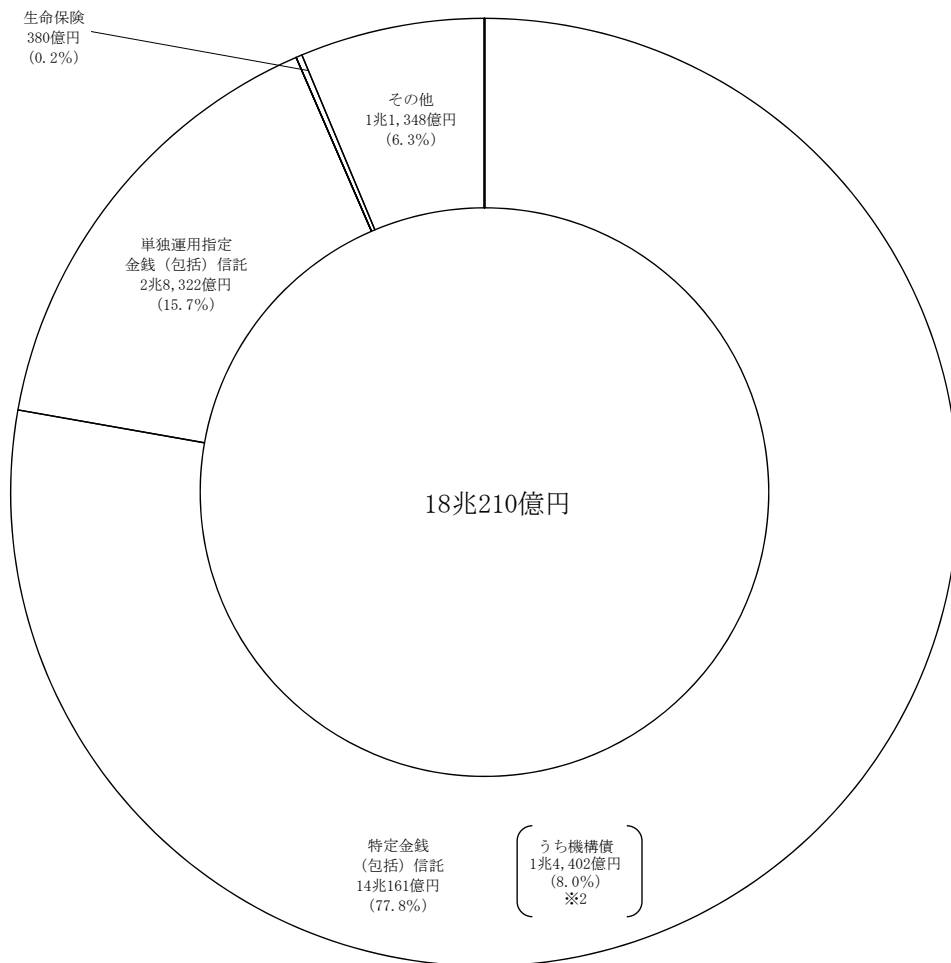 生命保険
380億円
（0.2%）
その他
1兆1,348億円
（6.3%）
単独運用指定
金銭（包括）信託
2兆8,322億円
（15.7%）
18兆210億円
特定金銭
（包括）信託
14兆161億円
（77.8%）
うち機構債
1兆4,402億円
（8.0%）
※2